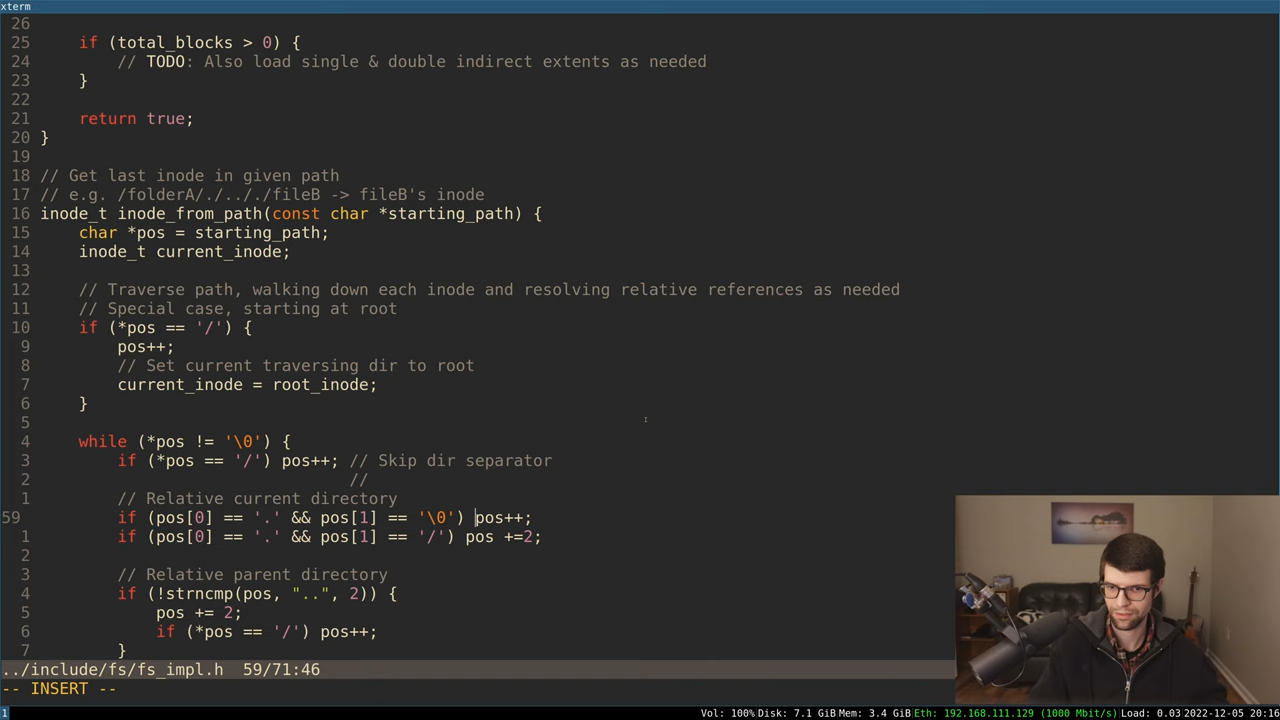 xterm
26
25 if (total_blocks > 0) {
24 // TODO: Also load single & double indirect extents as needed
23 }
22
21 return true;
20 }
19
18 // Get last inode in given path
17 // e.g. /folderA/./.././fileB -> fileB's inode
16 inode_t inode_from_path(const char *starting_path) {
15 char *pos = starting_path;
14 inode_t current_inode;
13
12 // Traverse path, walking down each inode and resolving relative references as needed
11 // Special case, starting at root
10 if (*pos == '/') {
9 pos++;
8 // Set current traversing dir to root
7 current_inode = root_inode;
6 }
5
4 while (*pos != '\0') {
3 if (*pos == '/') pos++; // Skip dir separator
2 //
1 // Relative current directory
59 if (pos[0] == '.' && pos[1] == '\0') pos++;
1 if (pos[0] == '.' && pos[1] == '/') pos +=2;
2
3 // Relative parent directory
4 if (!strncmp(pos, "..", 2)) {
5 pos += 2;
6 if (*pos == '/') pos++;
7 }
../include/fs/fs_impl.h 59/71:46
-- INSERT --
1 Vol: 100% Disk: 7.1 GiB Mem: 3.4 GiB Eth: 192.168.111.129 (1000 Mbit/s) Load: 0.03 2022-12-05 20:16